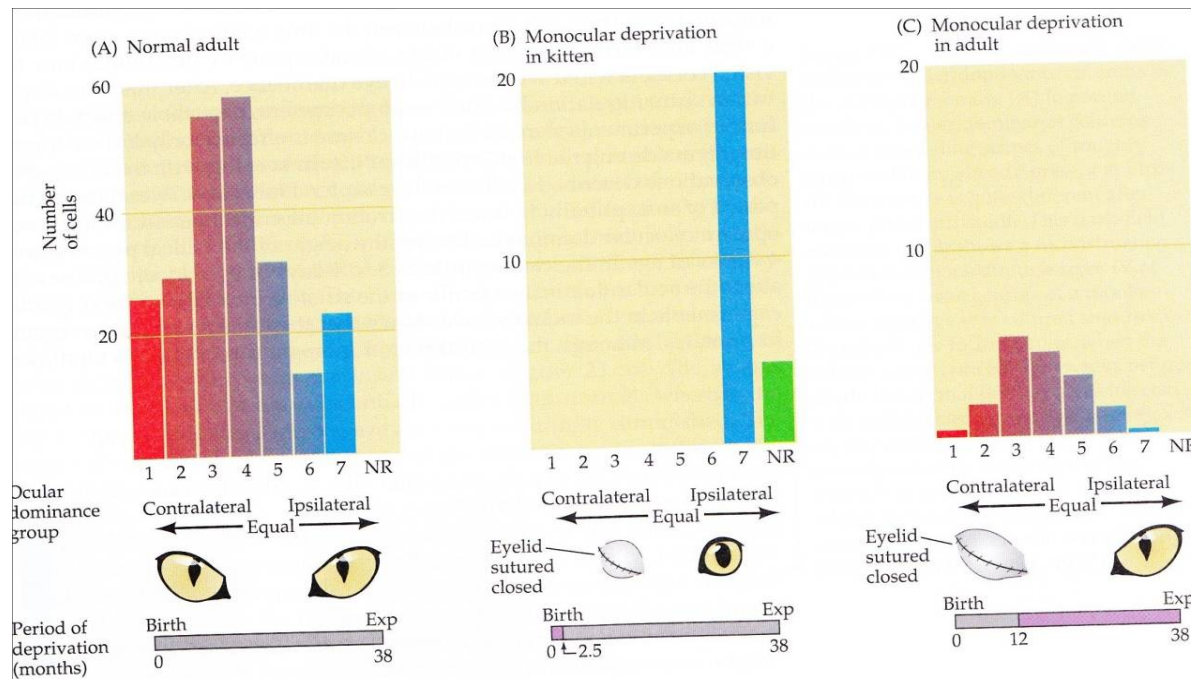 (A) Normal adult
60
40
20
Number
of cells
1 2 3 4 5 6 7 NR
Ocular
dominance
group
Contralateral Ipsilateral
Equal
Period of
deprivation
(months)
Birth Exp
0 38
(B) Monocular deprivation
in kitten
20
10
1 2 3 4 5 6 7 NR
Contralateral Ipsilateral
Equal
Eyelid
sutured
closed
Birth Exp
0 2.5 38
(C) Monocular deprivation
in adult
20
10
1 2 3 4 5 6 7 NR
Contralateral Ipsilateral
Equal
Eyelid
sutured
closed
Birth Exp
0 12 38